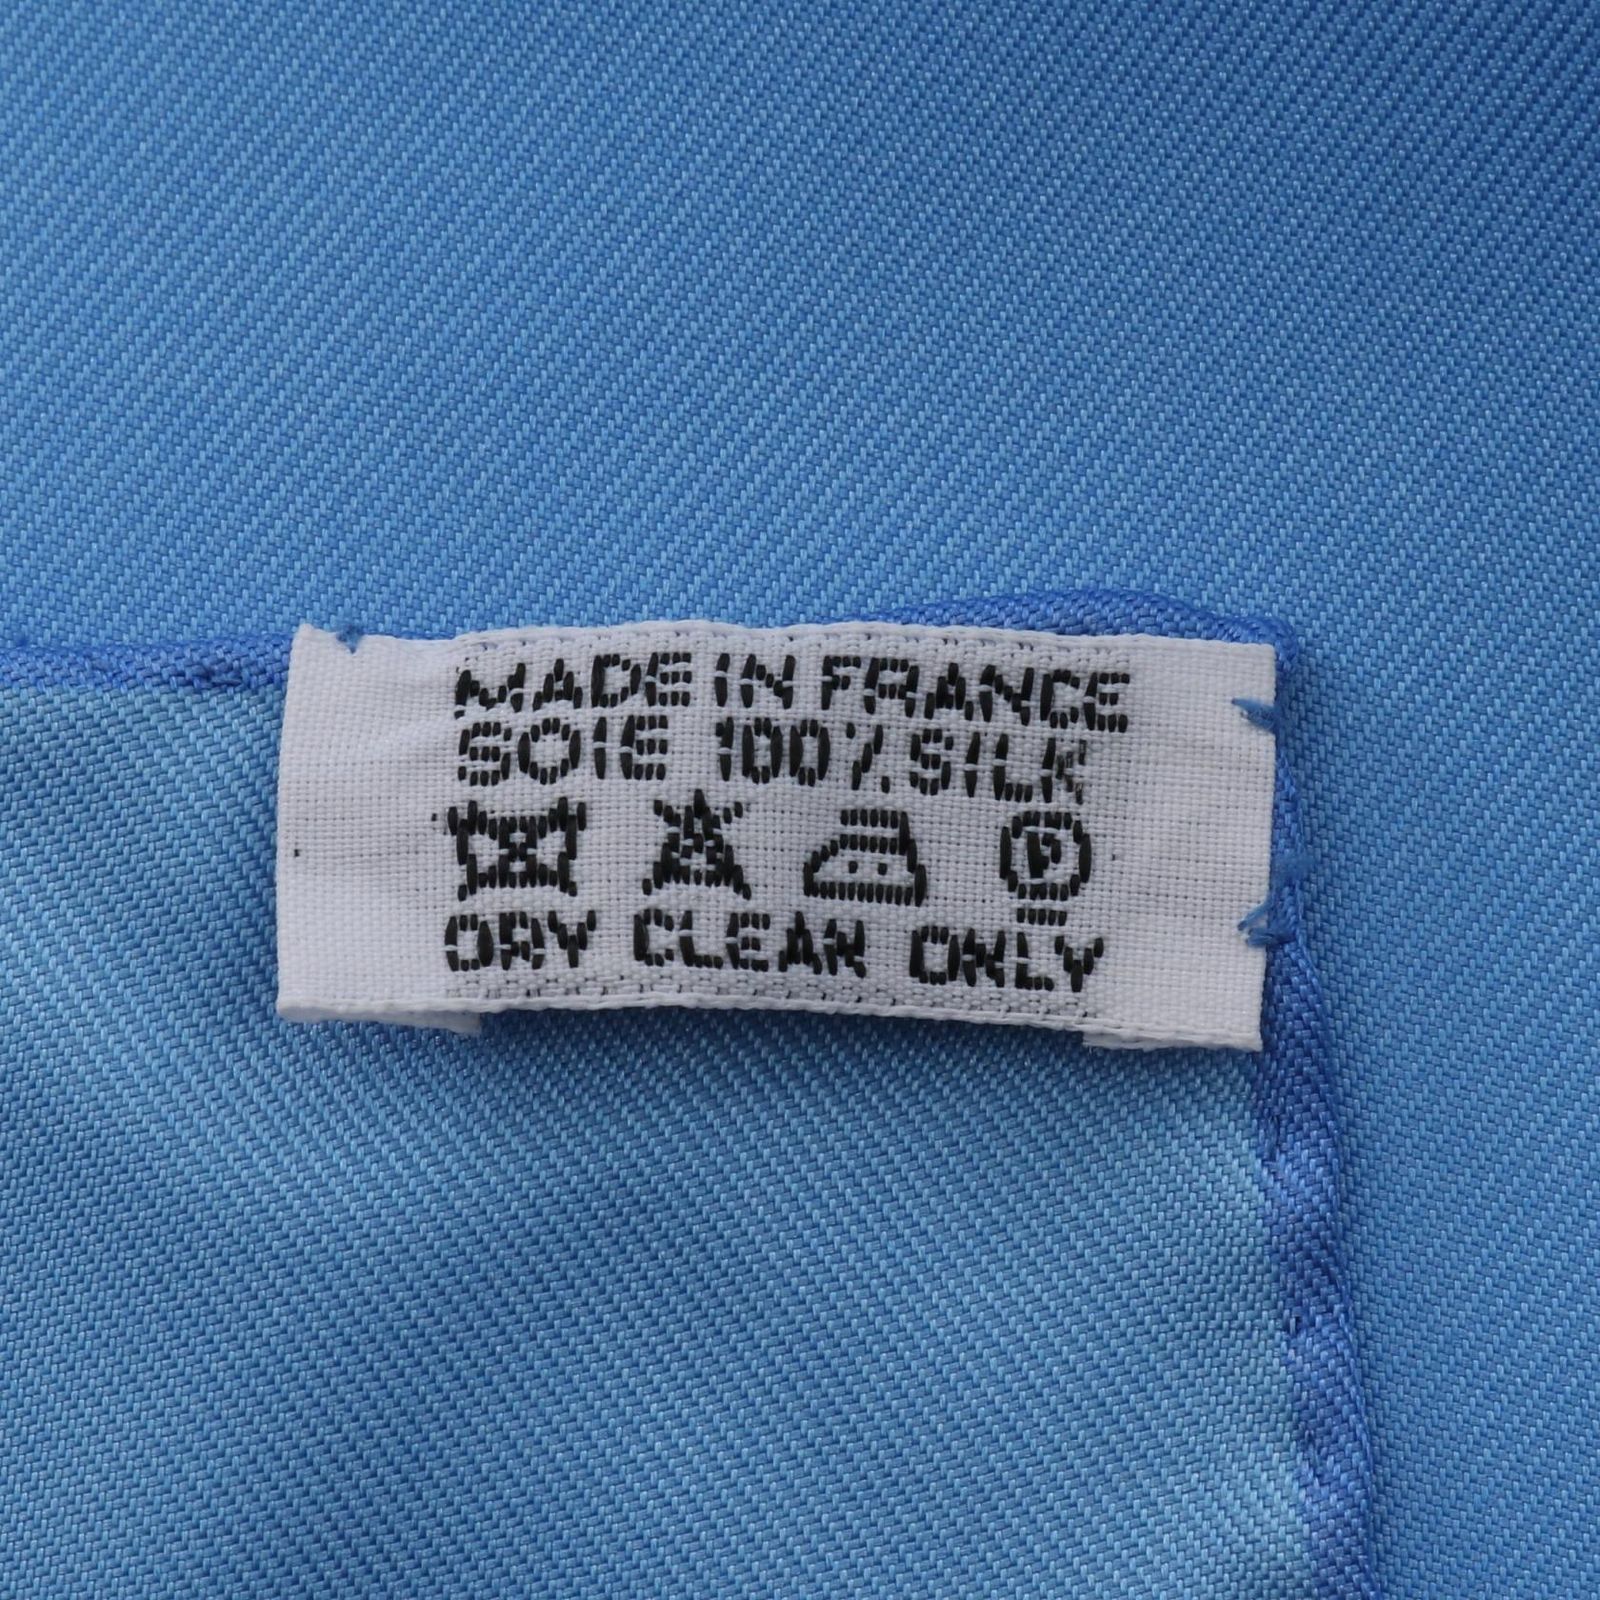 MADE IN FRANCE
SOIE 100% SILK
P
DRY CLEAN ONLY